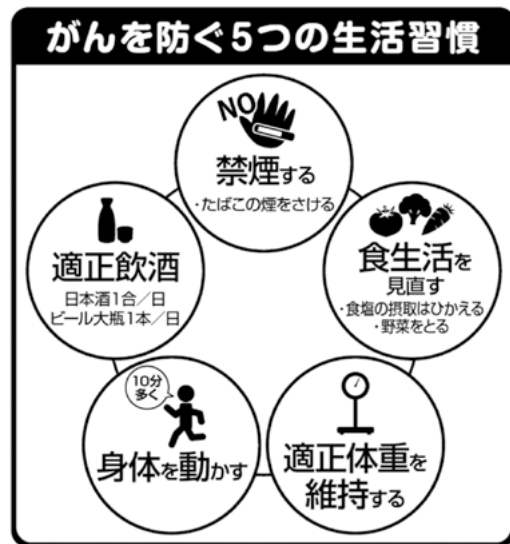 がんを防ぐ5つの生活習慣
NO
禁煙する
・たばこの煙をさける
適正飲酒
日本酒1合／日
ビール大瓶1本／日
食生活を
見直す
・食塩の摂取はひかえる
・野菜をとる
10分
多く
身体を動かす
適正体重を
維持する